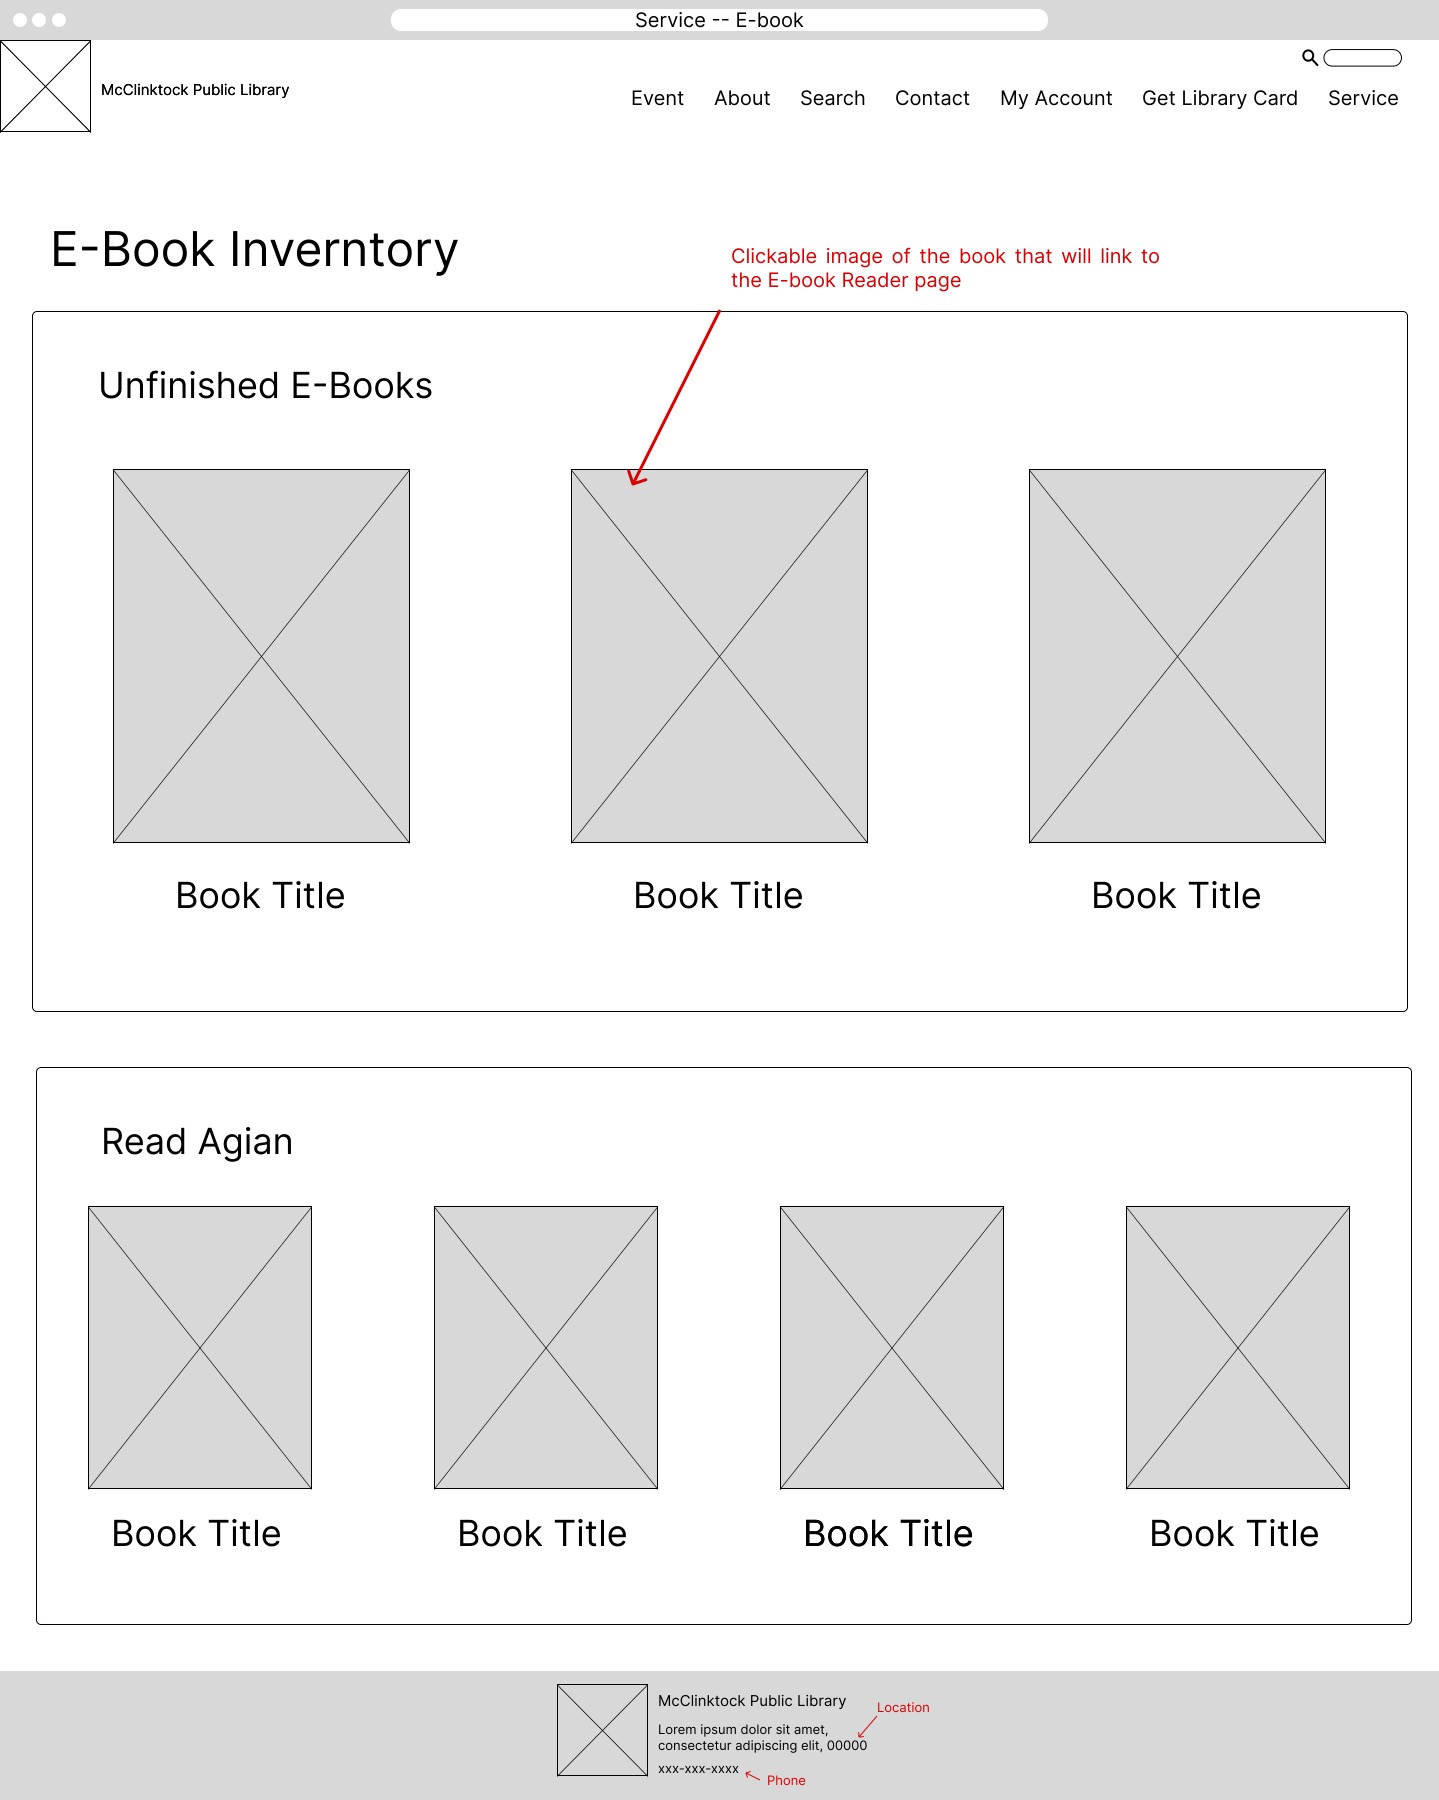 Service -- E-book
McClinktock Public Library
Event About Search Contact My Account Get Library Card Service
E-Book Inverntory
Clickable image of the book that will link to
the E-book Reader page
Unfinished E-Books
Book Title Book Title Book Title
Read Agian
Book Title Book Title Book Title Book Title
McClinktock Public Library
Location
Lorem ipsum dolor sit amet,
consectetur adipiscing elit, 00000
xxx-xxx-xxxx
Phone